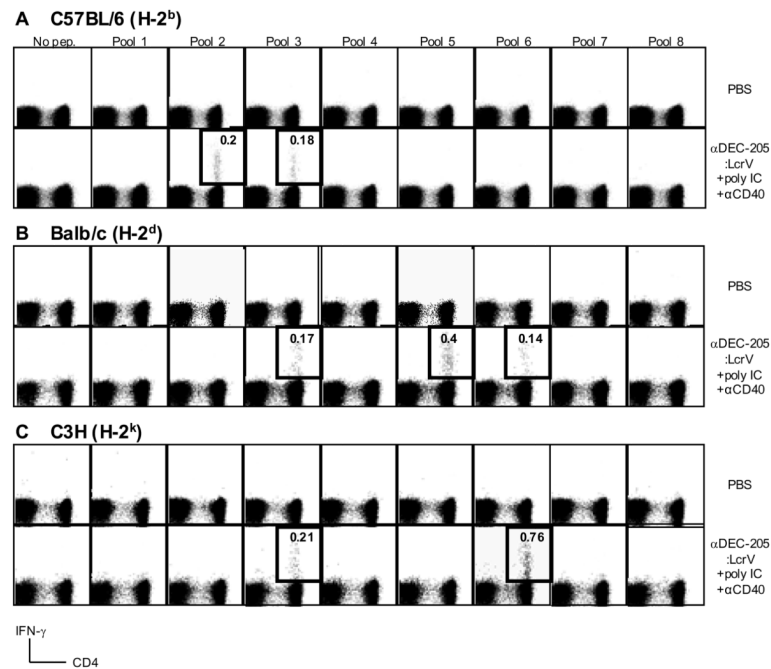 A C57BL/6 (H-2ᵇ)
No pep. Pool 1 Pool 2 Pool 3 Pool 4 Pool 5 Pool 6 Pool 7 Pool 8
PBS
0.2 0.18
αDEC-205
:LcrV
+poly IC
+αCD40
B Balb/c (H-2ᵈ)
PBS
0.17 0.4 0.14
αDEC-205
:LcrV
+poly IC
+αCD40
C C3H (H-2ᵏ)
PBS
0.21 0.76
αDEC-205
:LcrV
+poly IC
+αCD40
IFN-γ
CD4